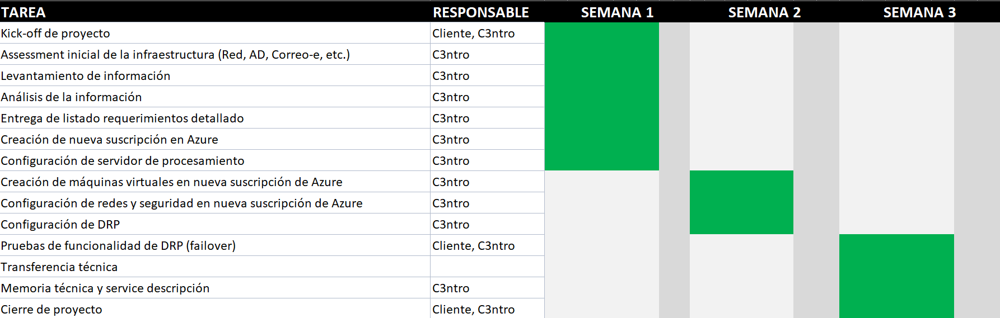 TAREA RESPONSABLE SEMANA 1 SEMANA 2 SEMANA 3
Kick-off de proyecto Cliente, C3ntro
Assessment inicial de la infraestructura (Red, AD, Correo-e, etc.) C3ntro
Levantamiento de información C3ntro
Análisis de la información C3ntro
Entrega de listado requerimientos detallado C3ntro
Creación de nueva suscripción en Azure C3ntro
Configuración de servidor de procesamiento C3ntro
Creación de máquinas virtuales en nueva suscripción de Azure C3ntro
Configuración de redes y seguridad en nueva suscripción de Azure C3ntro
Configuración de DRP C3ntro
Pruebas de funcionalidad de DRP (failover) Cliente, C3ntro
Transferencia técnica
Memoria técnica y service descripción C3ntro
Cierre de proyecto Cliente, C3ntro